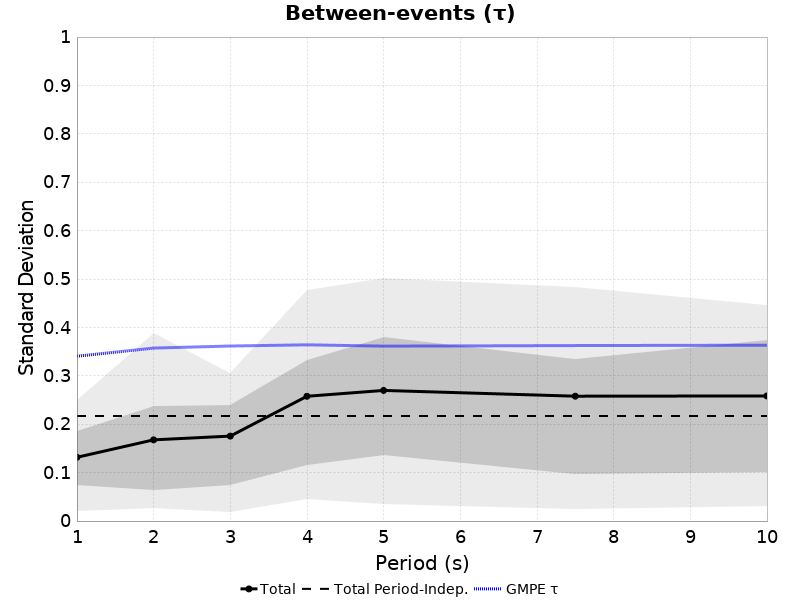 Between-events (τ)
Standard Deviation
1
0.9
0.8
0.7
0.6
0.5
0.4
0.3
0.2
0.1
0
1 2 3 4 5 6 7 8 9 10
Period (s)
Total Total Period-Indep. GMPE τ